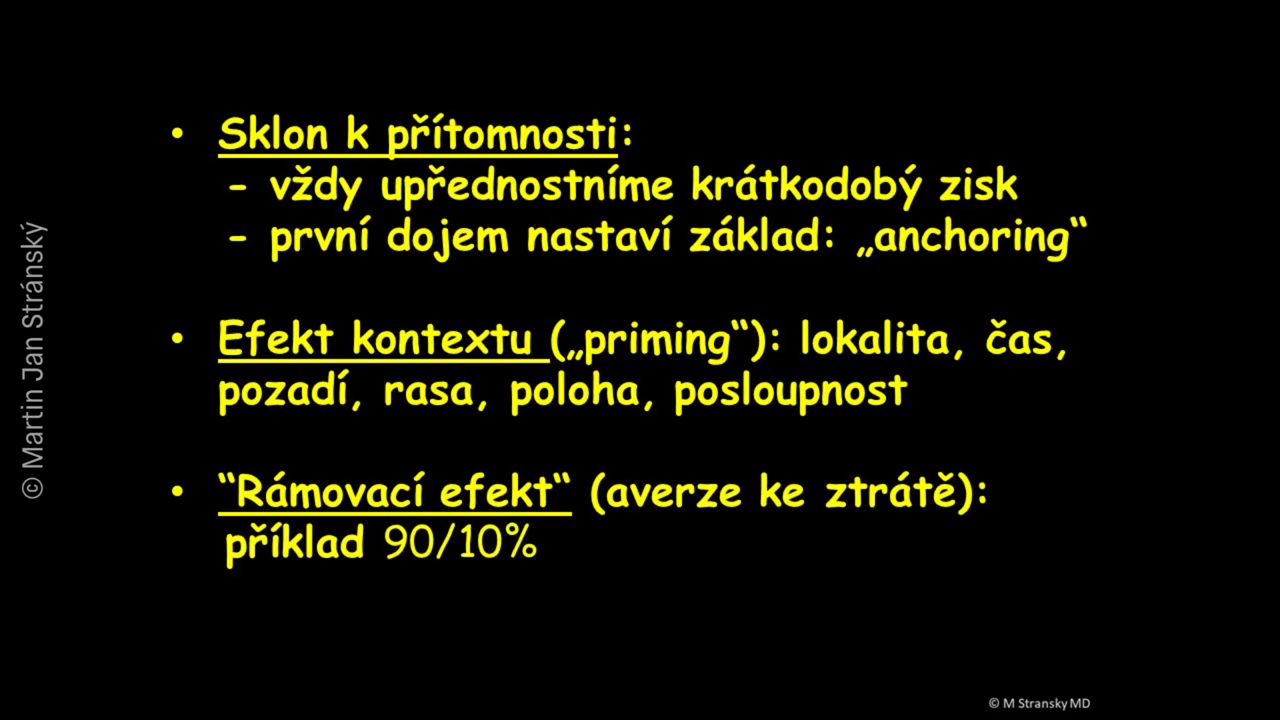 • Sklon k přítomnosti:
- vždy upřednostníme krátkodobý zisk
- první dojem nastaví základ: „anchoring“
• Efekt kontextu („priming“): lokalita, čas,
pozadí, rasa, poloha, posloupnost
• “Rámovací efekt“ (averze ke ztrátě):
příklad 90/10%
© Martin Jan Stránský
© M Stransky MD